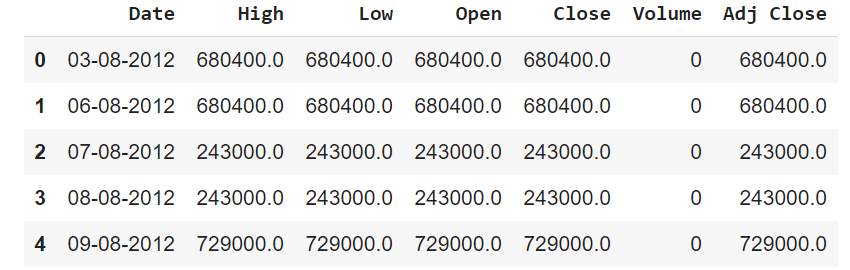 Date High Low Open Close Volume Adj Close
0 03-08-2012 680400.0 680400.0 680400.0 680400.0 0 680400.0
1 06-08-2012 680400.0 680400.0 680400.0 680400.0 0 680400.0
2 07-08-2012 243000.0 243000.0 243000.0 243000.0 0 243000.0
3 08-08-2012 243000.0 243000.0 243000.0 243000.0 0 243000.0
4 09-08-2012 729000.0 729000.0 729000.0 729000.0 0 729000.0